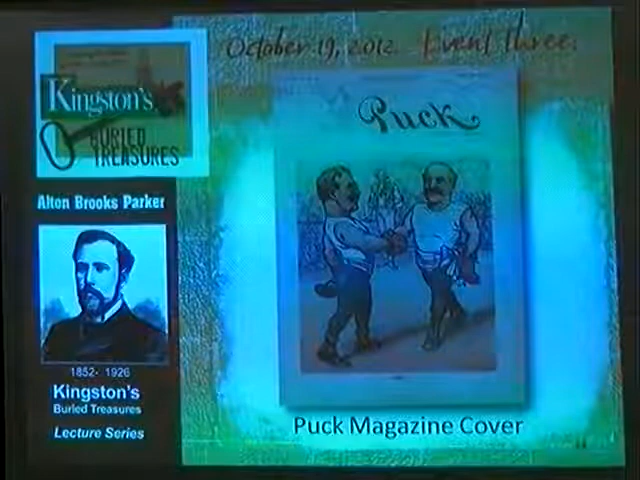 October 19, 2012 Event three:
Kingston's
BURIED
TREASURES
Puck
Alton Brooks Parker
1852- 1926
Kingston's
Buried Treasures
Lecture Series
Puck Magazine Cover